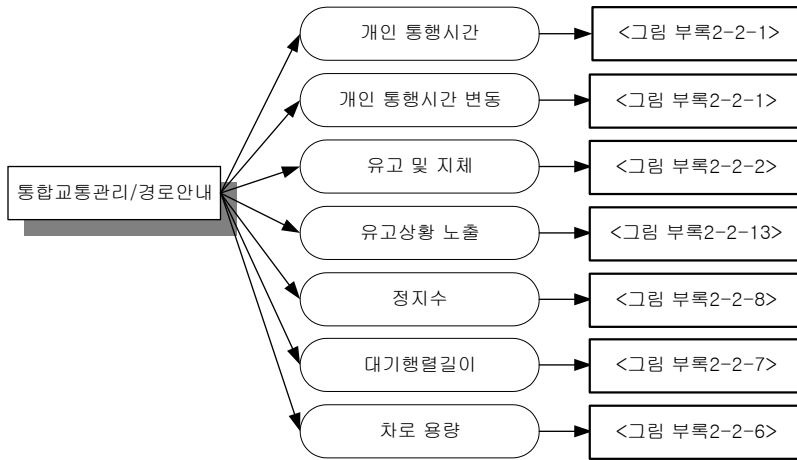 개인 통행시간
<그림 부록2-2-1>
개인 통행시간 변동
<그림 부록2-2-1>
유고 및 지체
<그림 부록2-2-2>
통합교통관리/경로안내
유고상황 노출
<그림 부록2-2-13>
정지수
<그림 부록2-2-8>
대기행렬길이
<그림 부록2-2-7>
차로 용량
<그림 부록2-2-6>